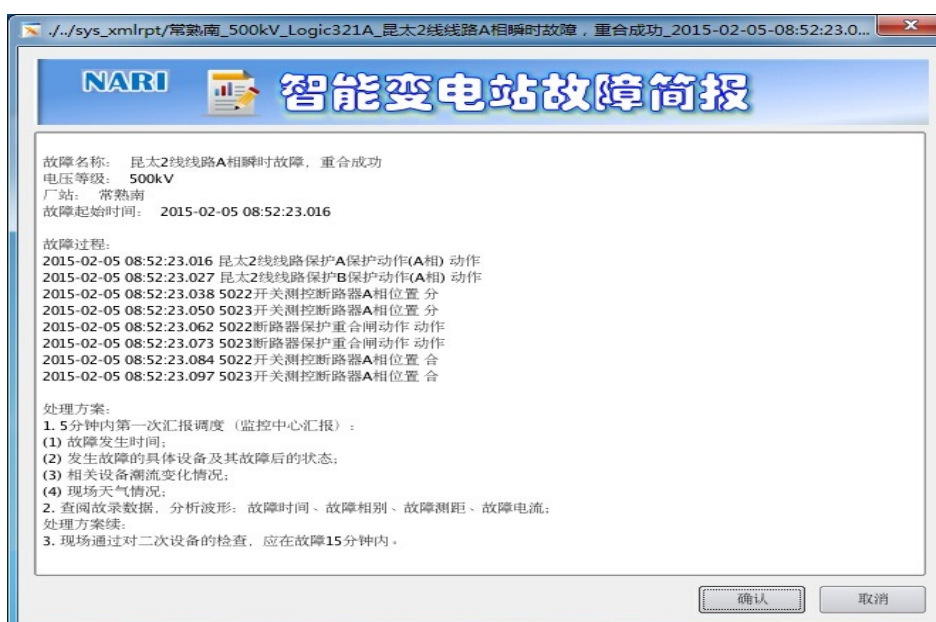 ./../sys_xmlrpt/常熟南_500kV_Logic321A_昆太2线线路A相瞬时故障，重合成功_2015-02-05-08:52:23.0...
NARI
智能变电站故障简报
故障名称: 昆太2线线路A相瞬时故障, 重合成功
电压等级: 500kV
厂站: 常熟南
故障起始时间: 2015-02-05 08:52:23.016
故障过程:
2015-02-05 08:52:23.016 昆太2线线路保护A保护动作(A相) 动作
2015-02-05 08:52:23.027 昆太2线线路保护B保护动作(A相) 动作
2015-02-05 08:52:23.038 5022开关测控断路器A相位置 分
2015-02-05 08:52:23.050 5023开关测控断路器A相位置 分
2015-02-05 08:52:23.062 5022断路器保护重合闸动作 动作
2015-02-05 08:52:23.073 5023断路器保护重合闸动作 动作
2015-02-05 08:52:23.084 5022开关测控断路器A相位置 合
2015-02-05 08:52:23.097 5023开关测控断路器A相位置 合
处理方案:
1. 5分钟内第一次汇报调度（监控中心汇报）:
(1) 故障发生时间;
(2) 发生故障的具体设备及其故障后的状态;
(3) 相关设备潮流变化情况;
(4) 现场天气情况;
2. 查阅故录数据, 分析波形: 故障时间、故障相别、故障测距、故障电流;
处理方案续:
3. 现场通过对二次设备的检查, 应在故障15分钟内。
确认
取消